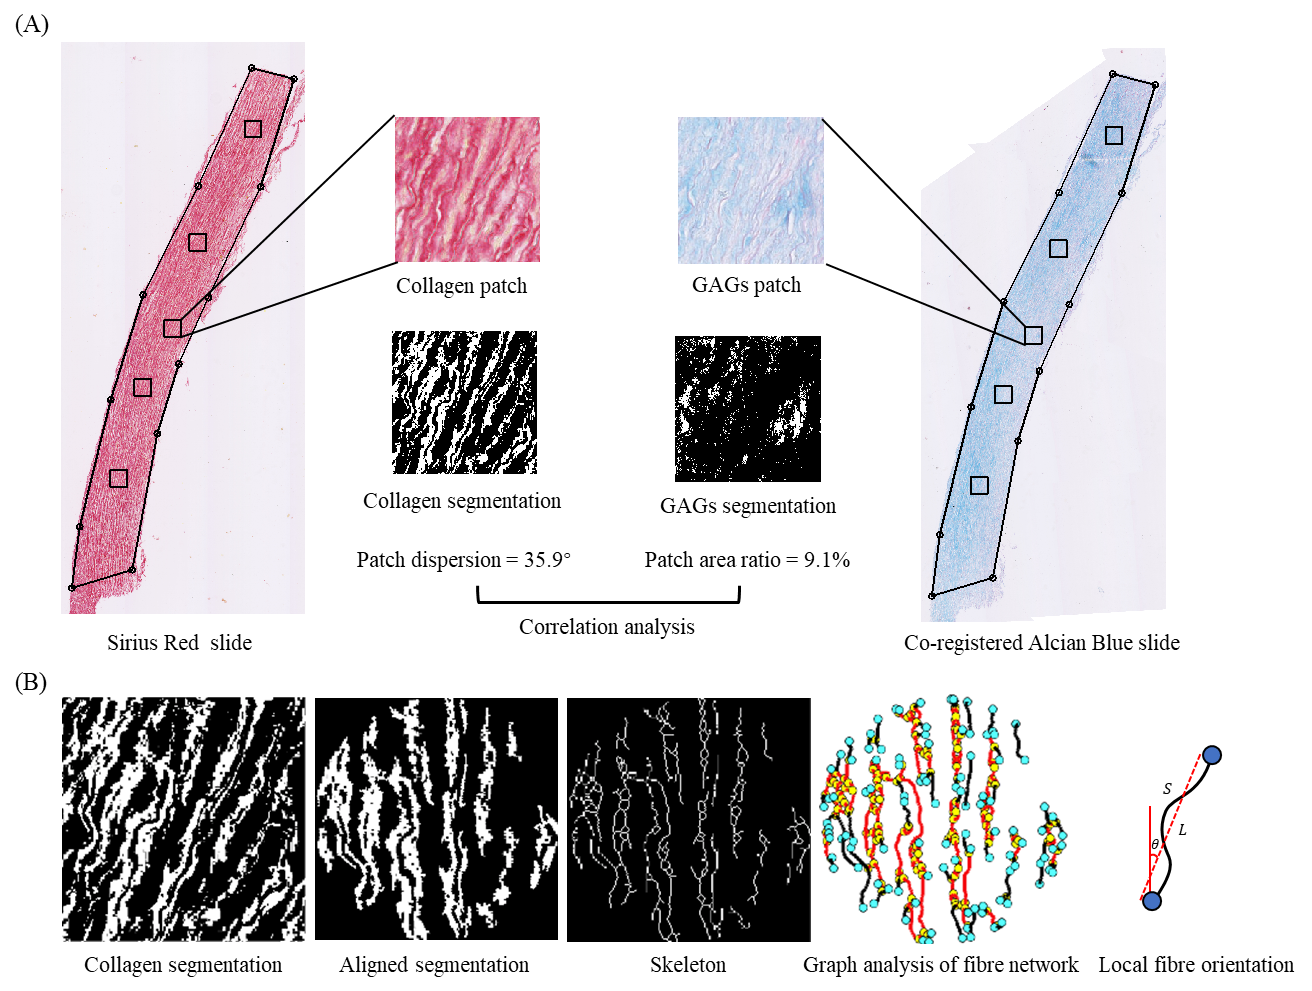 (A)
Collagen patch
GAGs patch
Collagen segmentation
GAGs segmentation
Patch dispersion = 35.9°
Patch area ratio = 9.1%
Correlation analysis
Sirius Red slide
Co-registered Alcian Blue slide
(B)
S
L
θ
Collagen segmentation
Aligned segmentation
Skeleton
Graph analysis of fibre network
Local fibre orientation